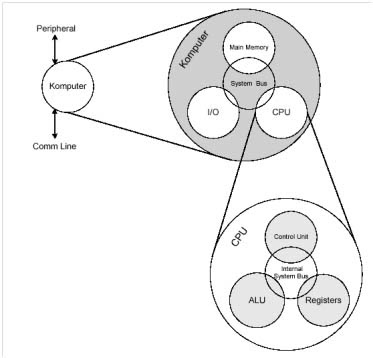 Peripheral
Komputer
Comm Line
Komputer
Main Memory
System Bus
I/O
CPU
CPU
Control Unit
Internal
System Bus
ALU
Registers